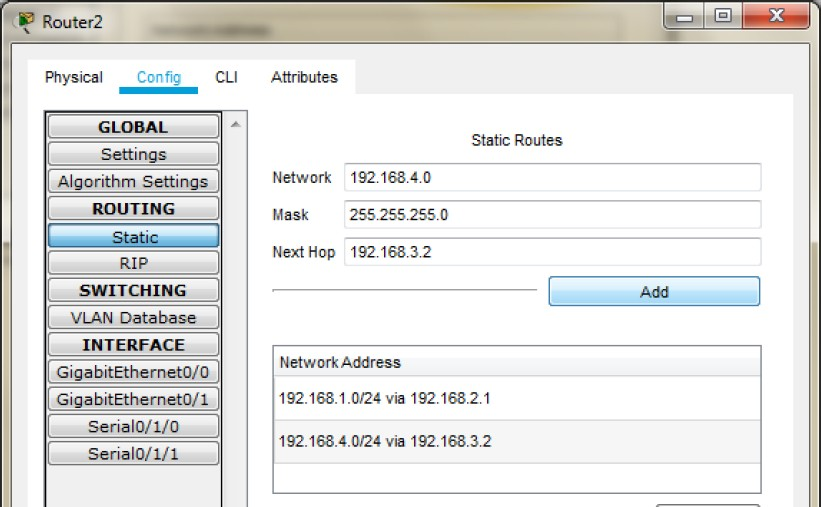 Router2
Physical Config CLI Attributes
GLOBAL
Settings
Algorithm Settings
ROUTING
Static
RIP
SWITCHING
VLAN Database
INTERFACE
GigabitEthernet0/0
GigabitEthernet0/1
Serial0/1/0
Serial0/1/1
Static Routes
Network 192.168.4.0
Mask 255.255.255.0
Next Hop 192.168.3.2
Add
Network Address
192.168.1.0/24 via 192.168.2.1
192.168.4.0/24 via 192.168.3.2